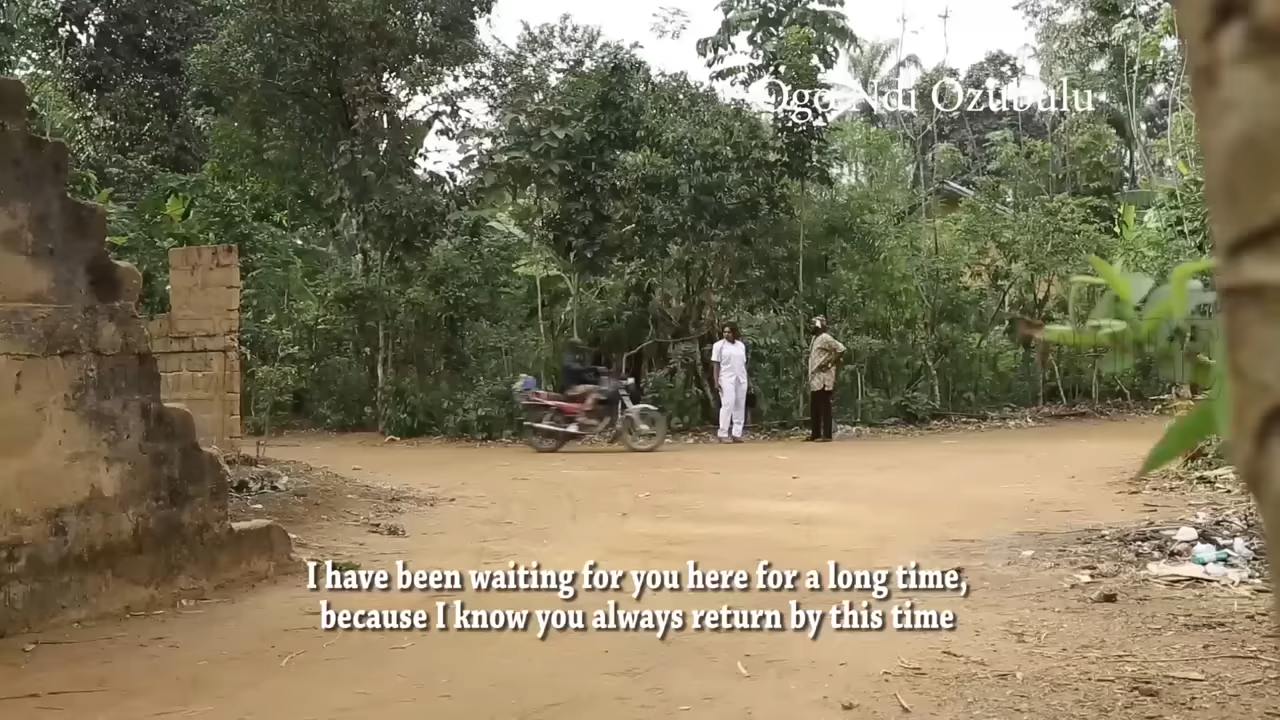 Ogo Ndi Ozubulu
I have been waiting for you here for a long time,
because I know you always return by this time